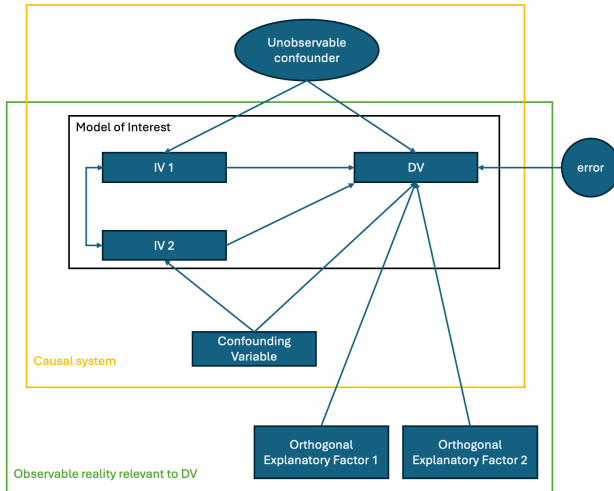 Unobservable
confounder
Model of Interest
IV 1
DV
error
IV 2
Confounding
Variable
Causal system
Orthogonal
Explanatory Factor 1
Orthogonal
Explanatory Factor 2
Observable reality relevant to DV